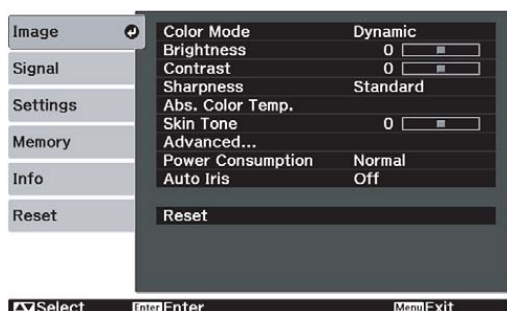 Image
Signal
Settings
Memory
Info
Reset
Color Mode Dynamic
Brightness 0
Contrast 0
Sharpness Standard
Abs. Color Temp.
Skin Tone 0
Advanced...
Power Consumption Normal
Auto Iris Off
Reset
Select Enter Enter Menu Exit